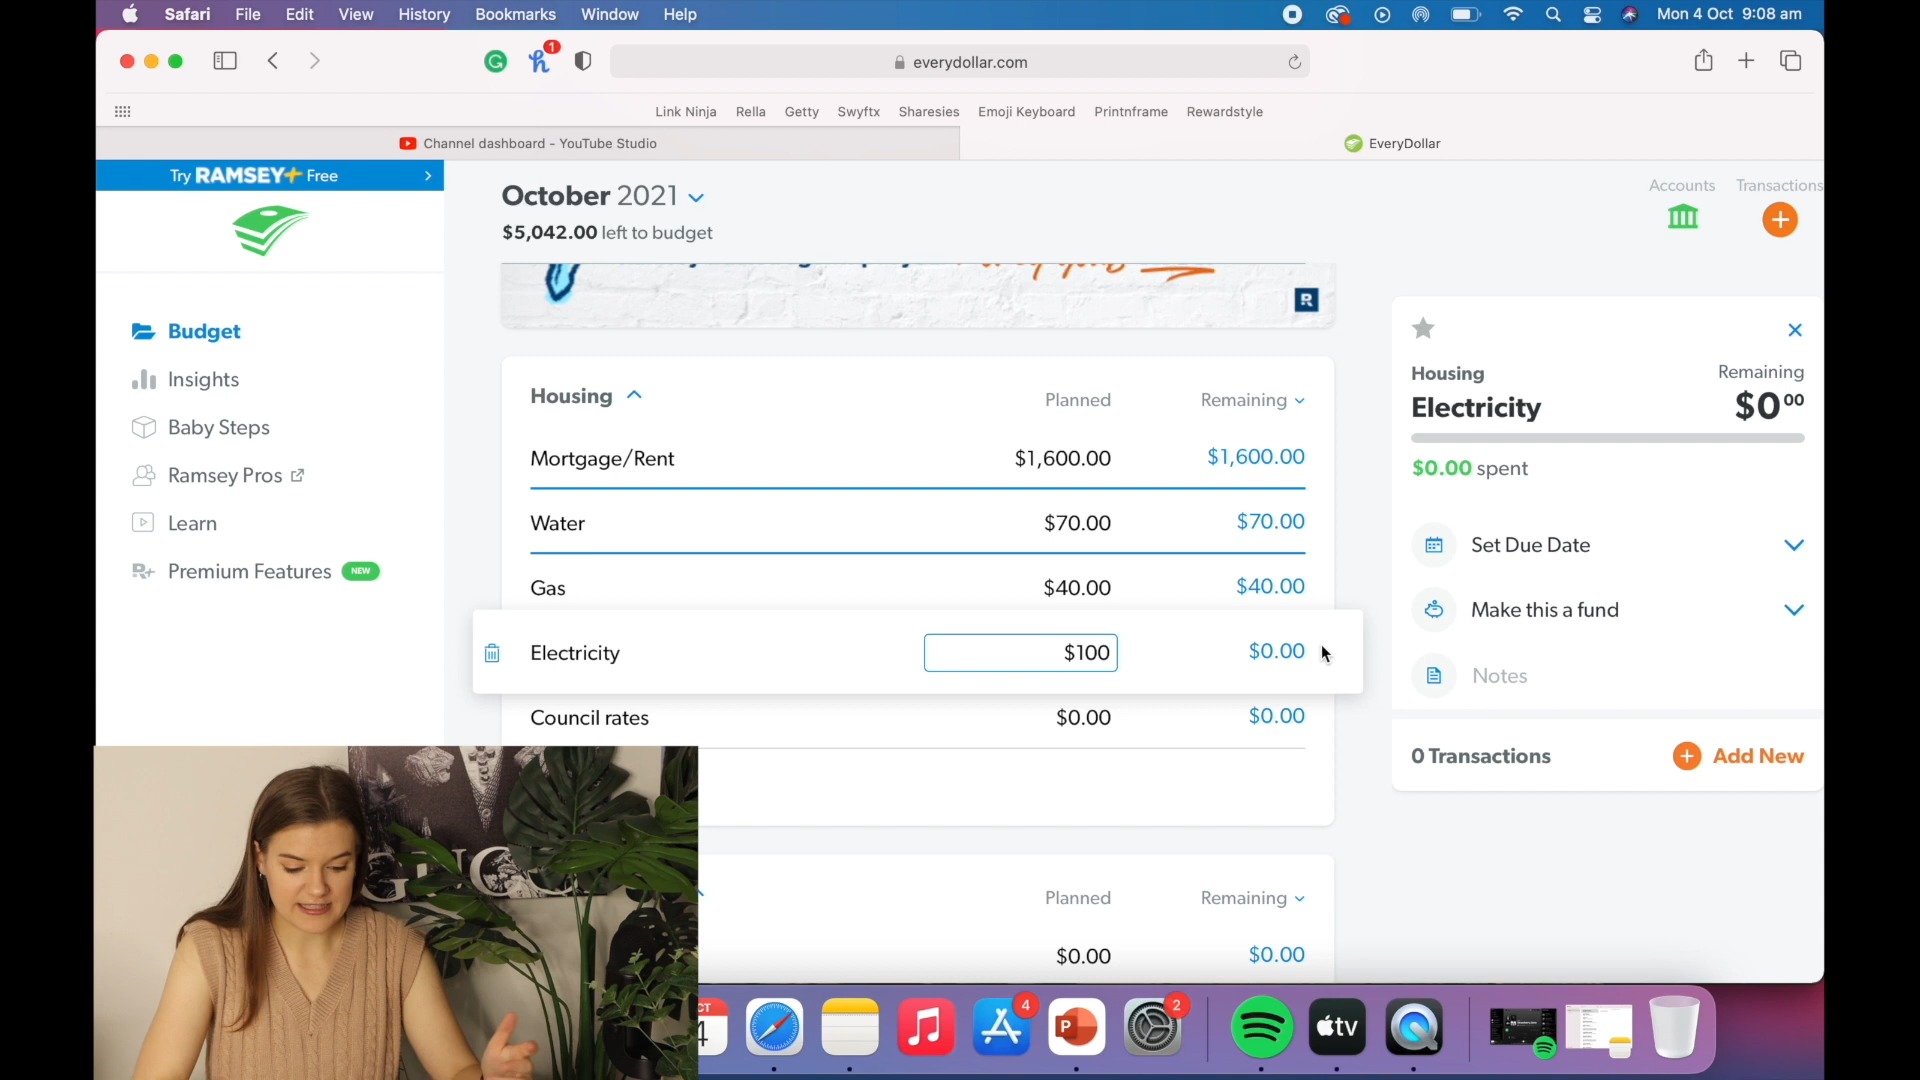 Safari File Edit View History Bookmarks Window Help Mon 4 Oct 9:08 am
1
everydollar.com
Link Ninja Rella Getty Swyftx Sharesies Emoji Keyboard Printnframe Rewardstyle
Channel dashboard - YouTube Studio EveryDollar
Try RAMSEY+ Free
October 2021
$5,042.00 left to budget
Accounts Transactions
R
Budget
Insights
Baby Steps
Ramsey Pros
Learn
R+ Premium Features NEW
Housing Planned Remaining
Mortgage/Rent $1,600.00 $1,600.00
Water $70.00 $70.00
Gas $40.00 $40.00
Electricity $100 $0.00
Council rates $0.00 $0.00
Planned Remaining
$0.00 $0.00
Housing Remaining
Electricity $0 00
$0.00 spent
Set Due Date
Make this a fund
Notes
0 Transactions Add New
4 2
P tv